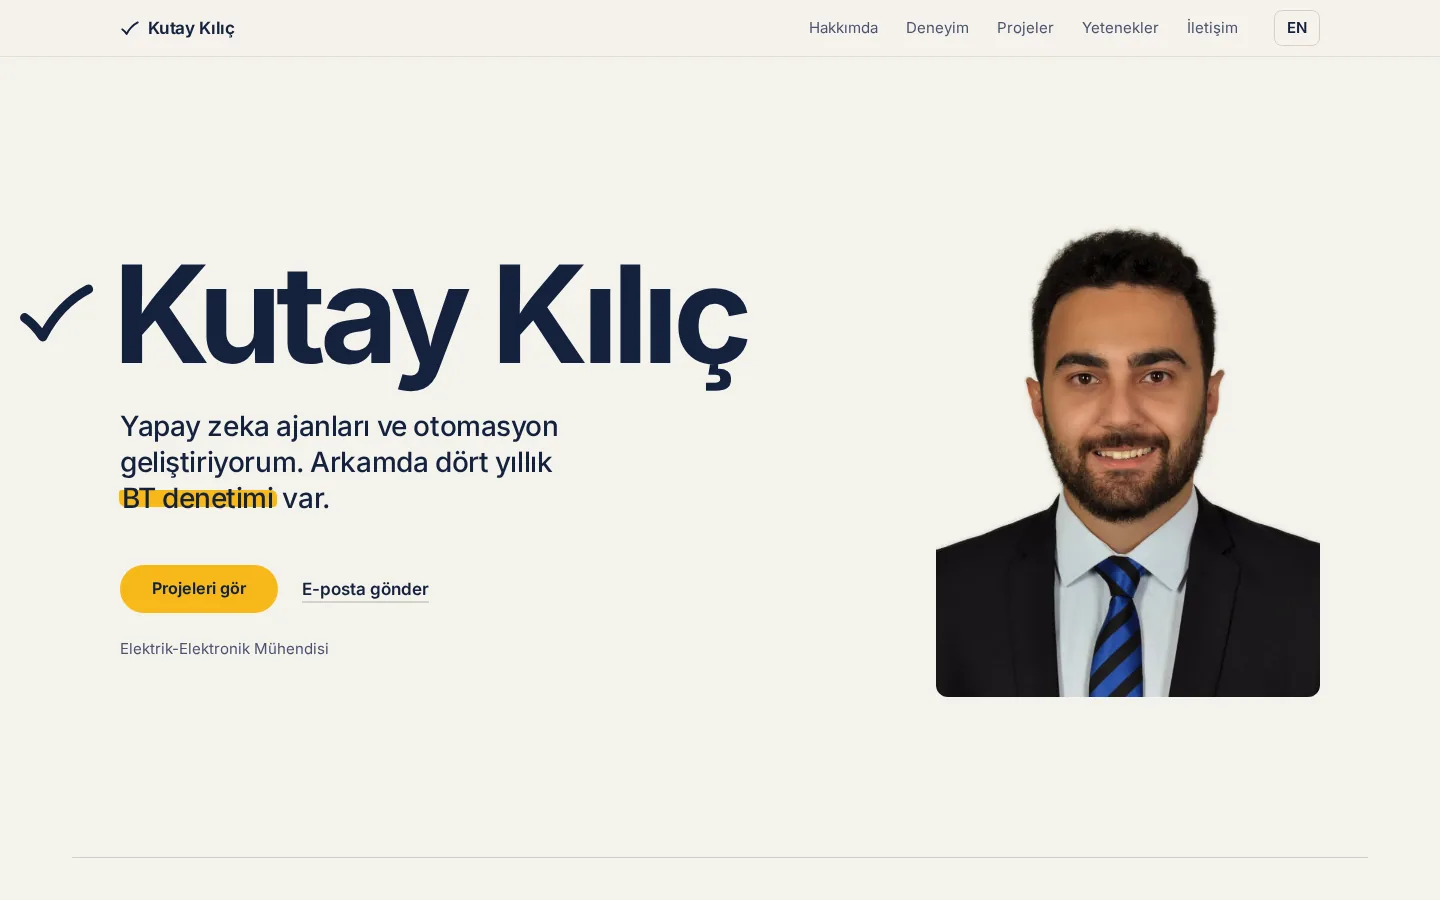 Kutay Kılıç
Hakkımda
Deneyim
Projeler
Yetenekler
İletişim
EN
Kutay Kılıç
Yapay zeka ajanları ve otomasyon
geliştiriyorum. Arkamda dört yıllık
BT denetimi var.
Projeleri gör
E-posta gönder
Elektrik-Elektronik Mühendisi